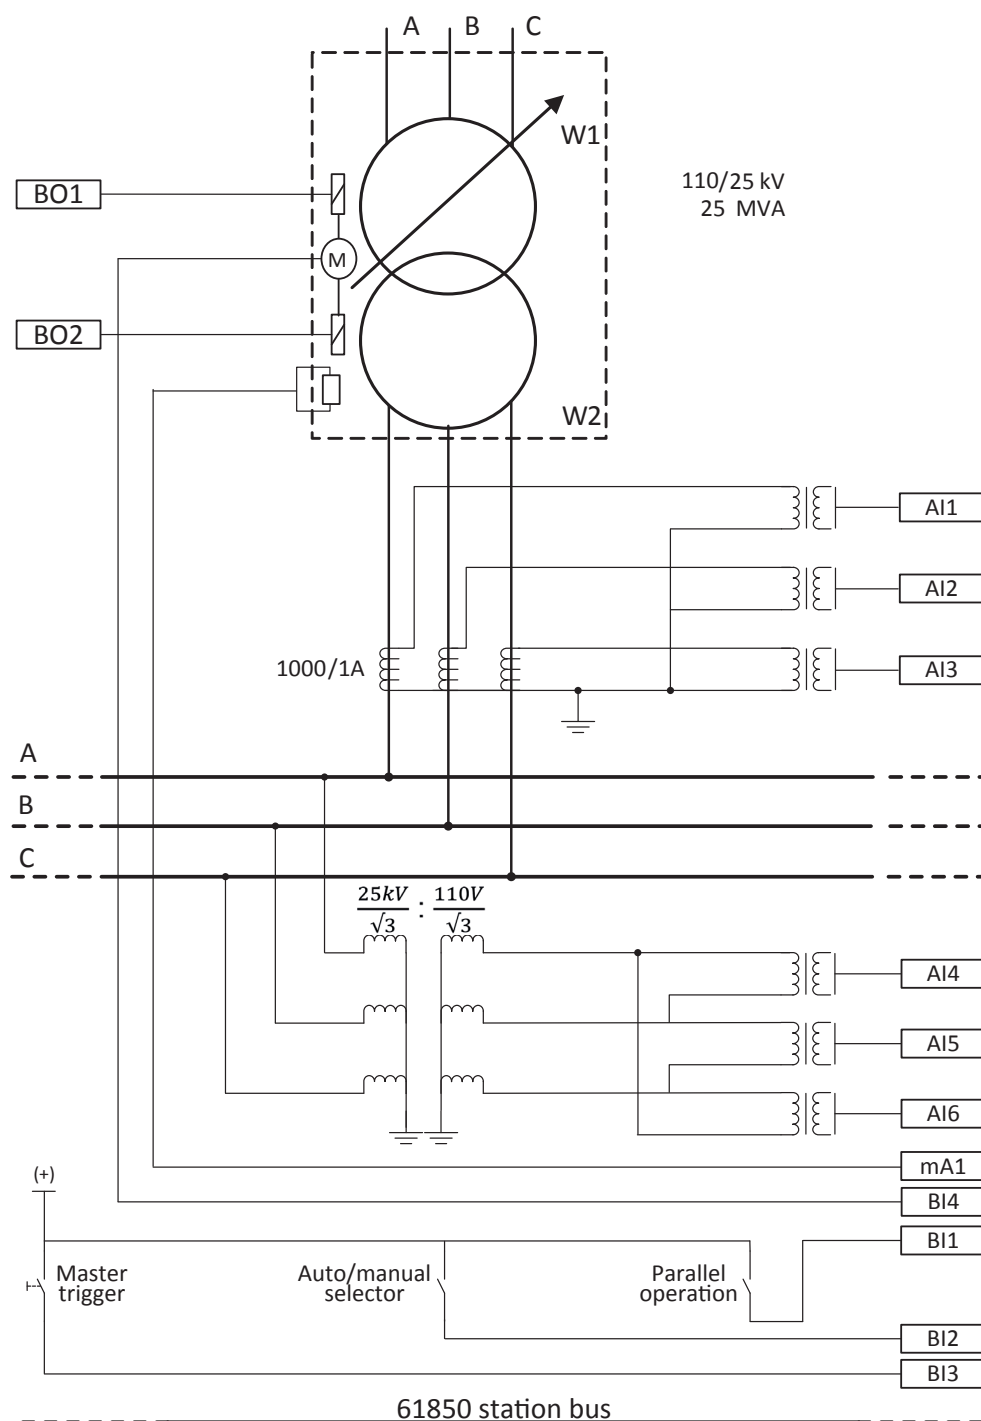 A B C
W1
110/25 kV
25 MVA
BO1
M
BO2
W2
AI1
AI2
1000/1A
AI3
A
B
C
25kV/√3 : 110V/√3
AI4
AI5
AI6
(+)
mA1
BI4
BI1
Master
trigger
Auto/manual
selector
Parallel
operation
BI2
BI3
61850 station bus